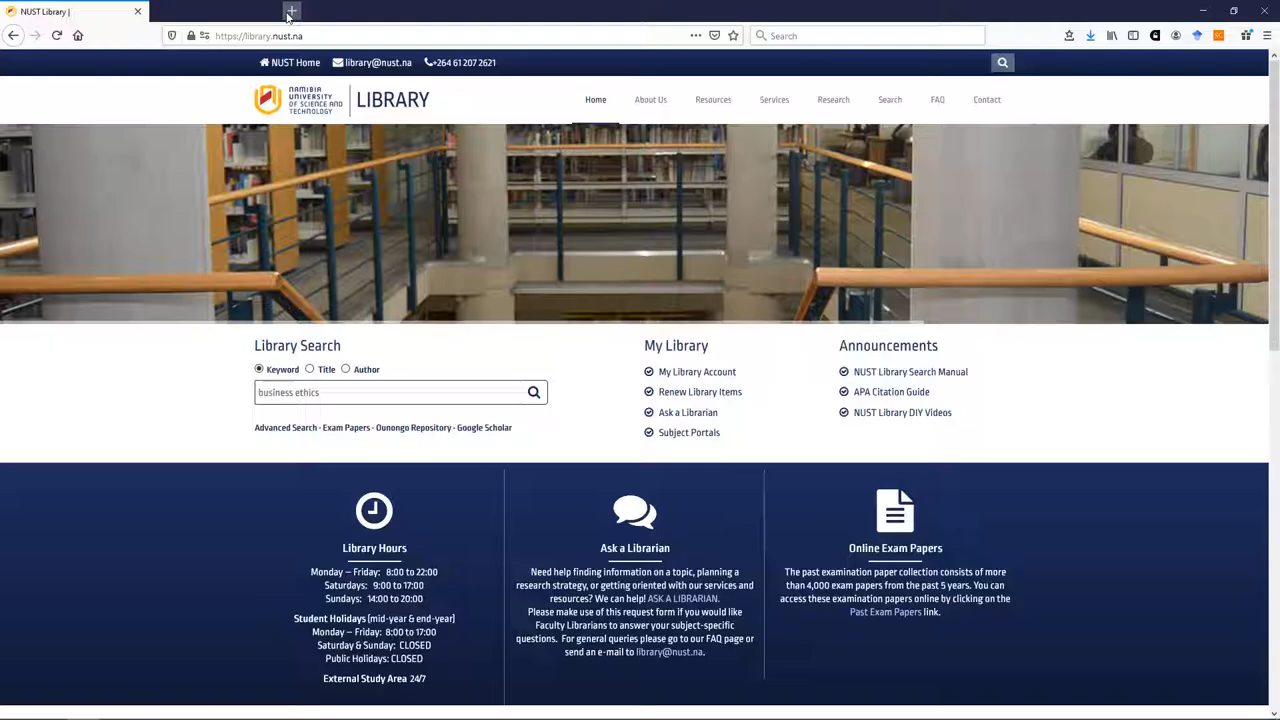 NUST Library |
https://library.nust.na
Search
NUST Home library@nust.na +264 61 207 2621
NAMIBIA
UNIVERSITY
OF SCIENCE AND
TECHNOLOGY
LIBRARY
Home About Us Resources Services Research Search FAQ Contact
Library Search
Keyword Title Author
business ethics
Advanced Search - Exam Papers - Ounongo Repository - Google Scholar
My Library
My Library Account
Renew Library Items
Ask a Librarian
Subject Portals
Announcements
NUST Library Search Manual
APA Citation Guide
NUST Library DIY Videos
Library Hours
Monday – Friday: 8:00 to 22:00
Saturdays: 9:00 to 17:00
Sundays: 14:00 to 20:00
Student Holidays (mid-year & end-year)
Monday – Friday: 8:00 to 17:00
Saturday & Sunday: CLOSED
Public Holidays: CLOSED
External Study Area 24/7
Ask a Librarian
Need help finding information on a topic, planning a
research strategy, or getting oriented with our services and
resources? We can help! ASK A LIBRARIAN.
Please make use of this request form if you would like
Faculty Librarians to answer your subject-specific
questions. For general queries please go to our FAQ page or
send an e-mail to library@nust.na.
Online Exam Papers
The past examination paper collection consists of more
than 4,000 exam papers from the past 5 years. You can
access these examination papers online by clicking on the
Past Exam Papers link.